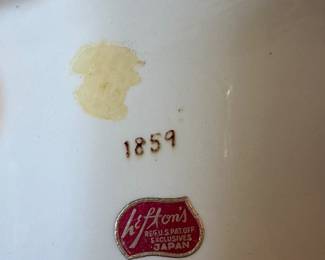 1859
Lefton's
REG. U.S. PAT. OFF.
EXCLUSIVES
JAPAN